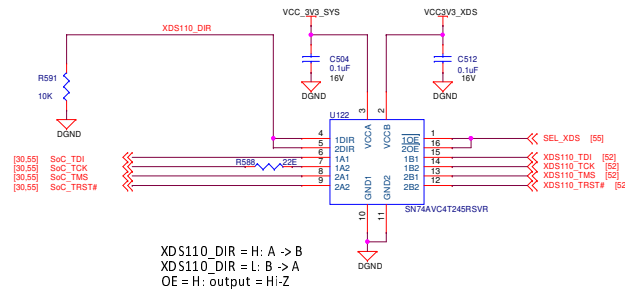 VCC_3V3_SYS
VCC3V3_XDS
XDS110_DIR
R591
10K
DGND
C504
0.1uF
16V
DGND
C512
0.1uF
16V
DGND
U122
3
2
VCCA
VCCB
4 1DIR 1OE 1 SEL_XDS [55]
5 2DIR 2OE 16
[30,55] SoC_TDI 6 1A1 1B1 15 XDS110_TDI [52]
[30,55] SoC_TCK R588 22E 7 1A2 1B2 14 XDS110_TCK [52]
[30,55] SoC_TMS 8 2A1 2B1 13 XDS110_TMS [52]
[30,55] SoC_TRST# 9 2A2 2B2 12 XDS110_TRST# [52]
GND1
GND2
SN74AVC4T245RSVR
10
11
DGND
XDS110_DIR = H: A -> B
XDS110_DIR = L: B -> A
OE = H: output = Hi-Z